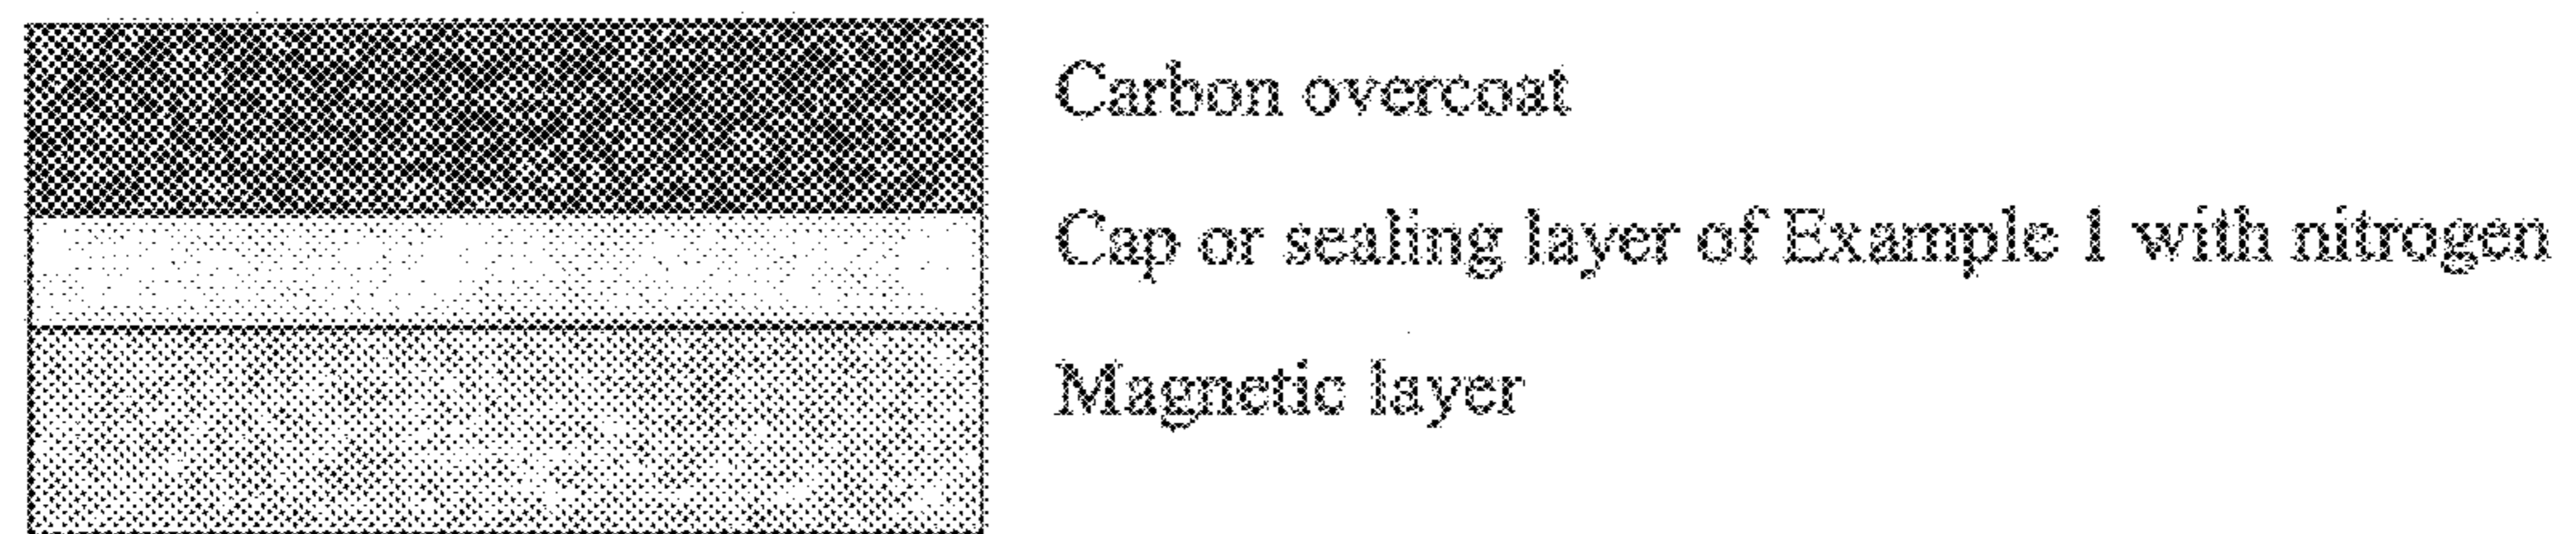 Carbon overcoat
Cap or sealing layer of Example 1 with nitrogen
Magnetic layer